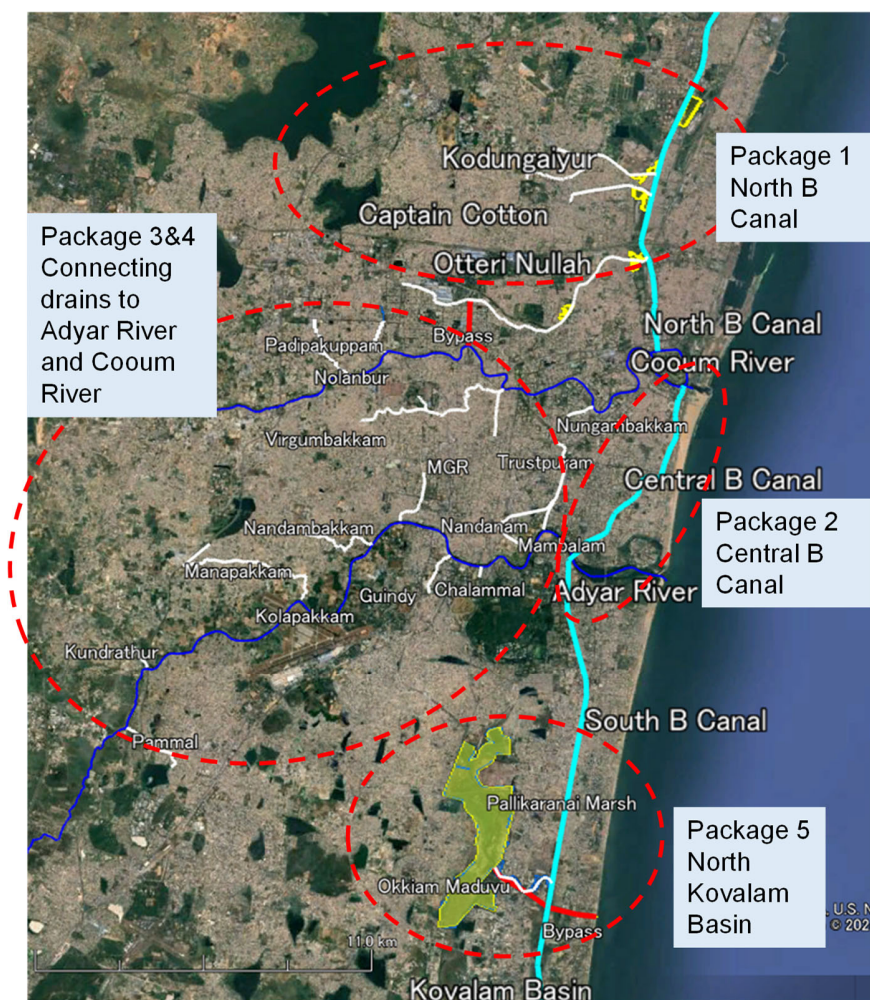 Kodungaiyur
Package 1
North B
Canal
Captain Cotton
Package 3&4
Connecting
drains to
Adyar River
and Cooum
River
Otteri Nullah
North B Canal
Bypass
Padipakuppam
Cooum River
Nolanbur
Nungambakkam
Virgumbakkam
Trustpuram
MGR
Central B Canal
Package 2
Central B
Canal
Nandambakkam
Nandanam
Mambalam
Manapakkam
Guindy
Chalammal
Adyar River
Kolapakkam
Kundrathur
South B Canal
Pammal
Pallikaranai Marsh
Package 5
North
Kovalam
Basin
Okkiam Maduvu
Bypass
U.S. N
© 202
11.0 km
Kovalam Basin